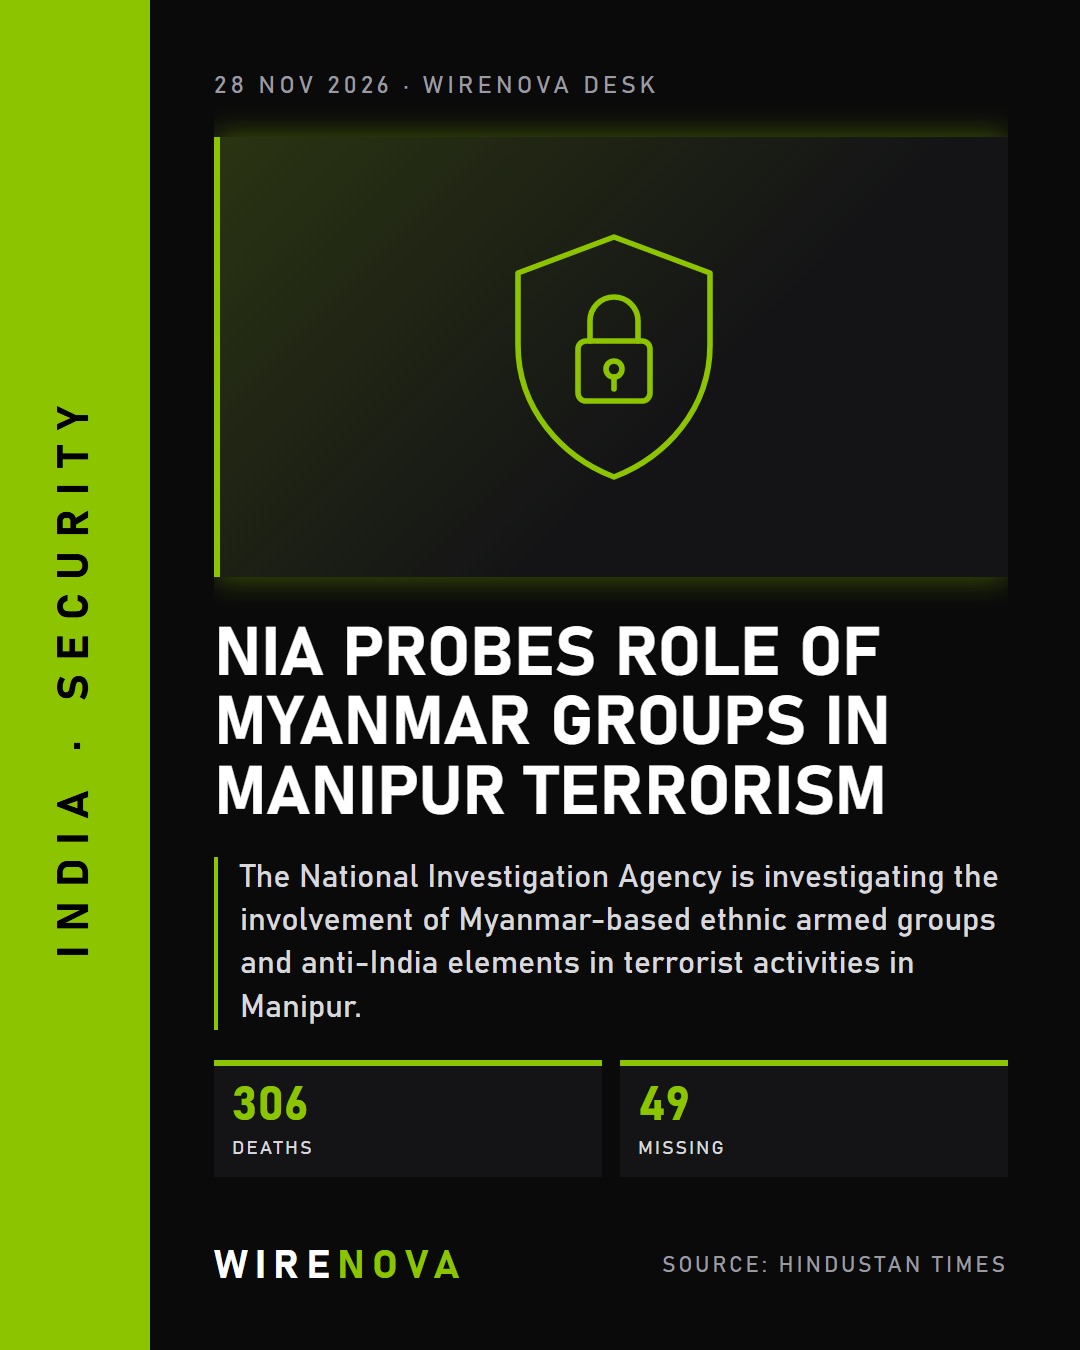 INDIA · SECURITY
28 NOV 2026 · WIRENOVA DESK
NIA PROBES ROLE OF
MYANMAR GROUPS IN
MANIPUR TERRORISM
The National Investigation Agency is investigating the
involvement of Myanmar-based ethnic armed groups
and anti-India elements in terrorist activities in
Manipur.
306
DEATHS
49
MISSING
WIRENOVA
SOURCE: HINDUSTAN TIMES